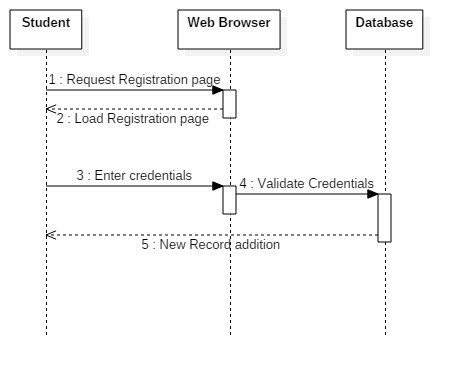 Student
Web Browser
Database
1 : Request Registration page
2 : Load Registration page
3 : Enter credentials
4 : Validate Credentials
5 : New Record addition